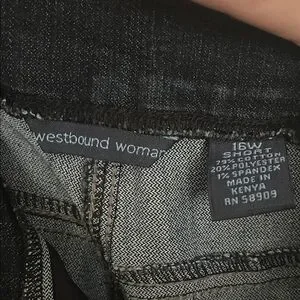 westbound woman
16W
SHORT
79% COTTON
20% POLYESTER
1% SPANDEX
MADE IN
KENYA
RN 58909